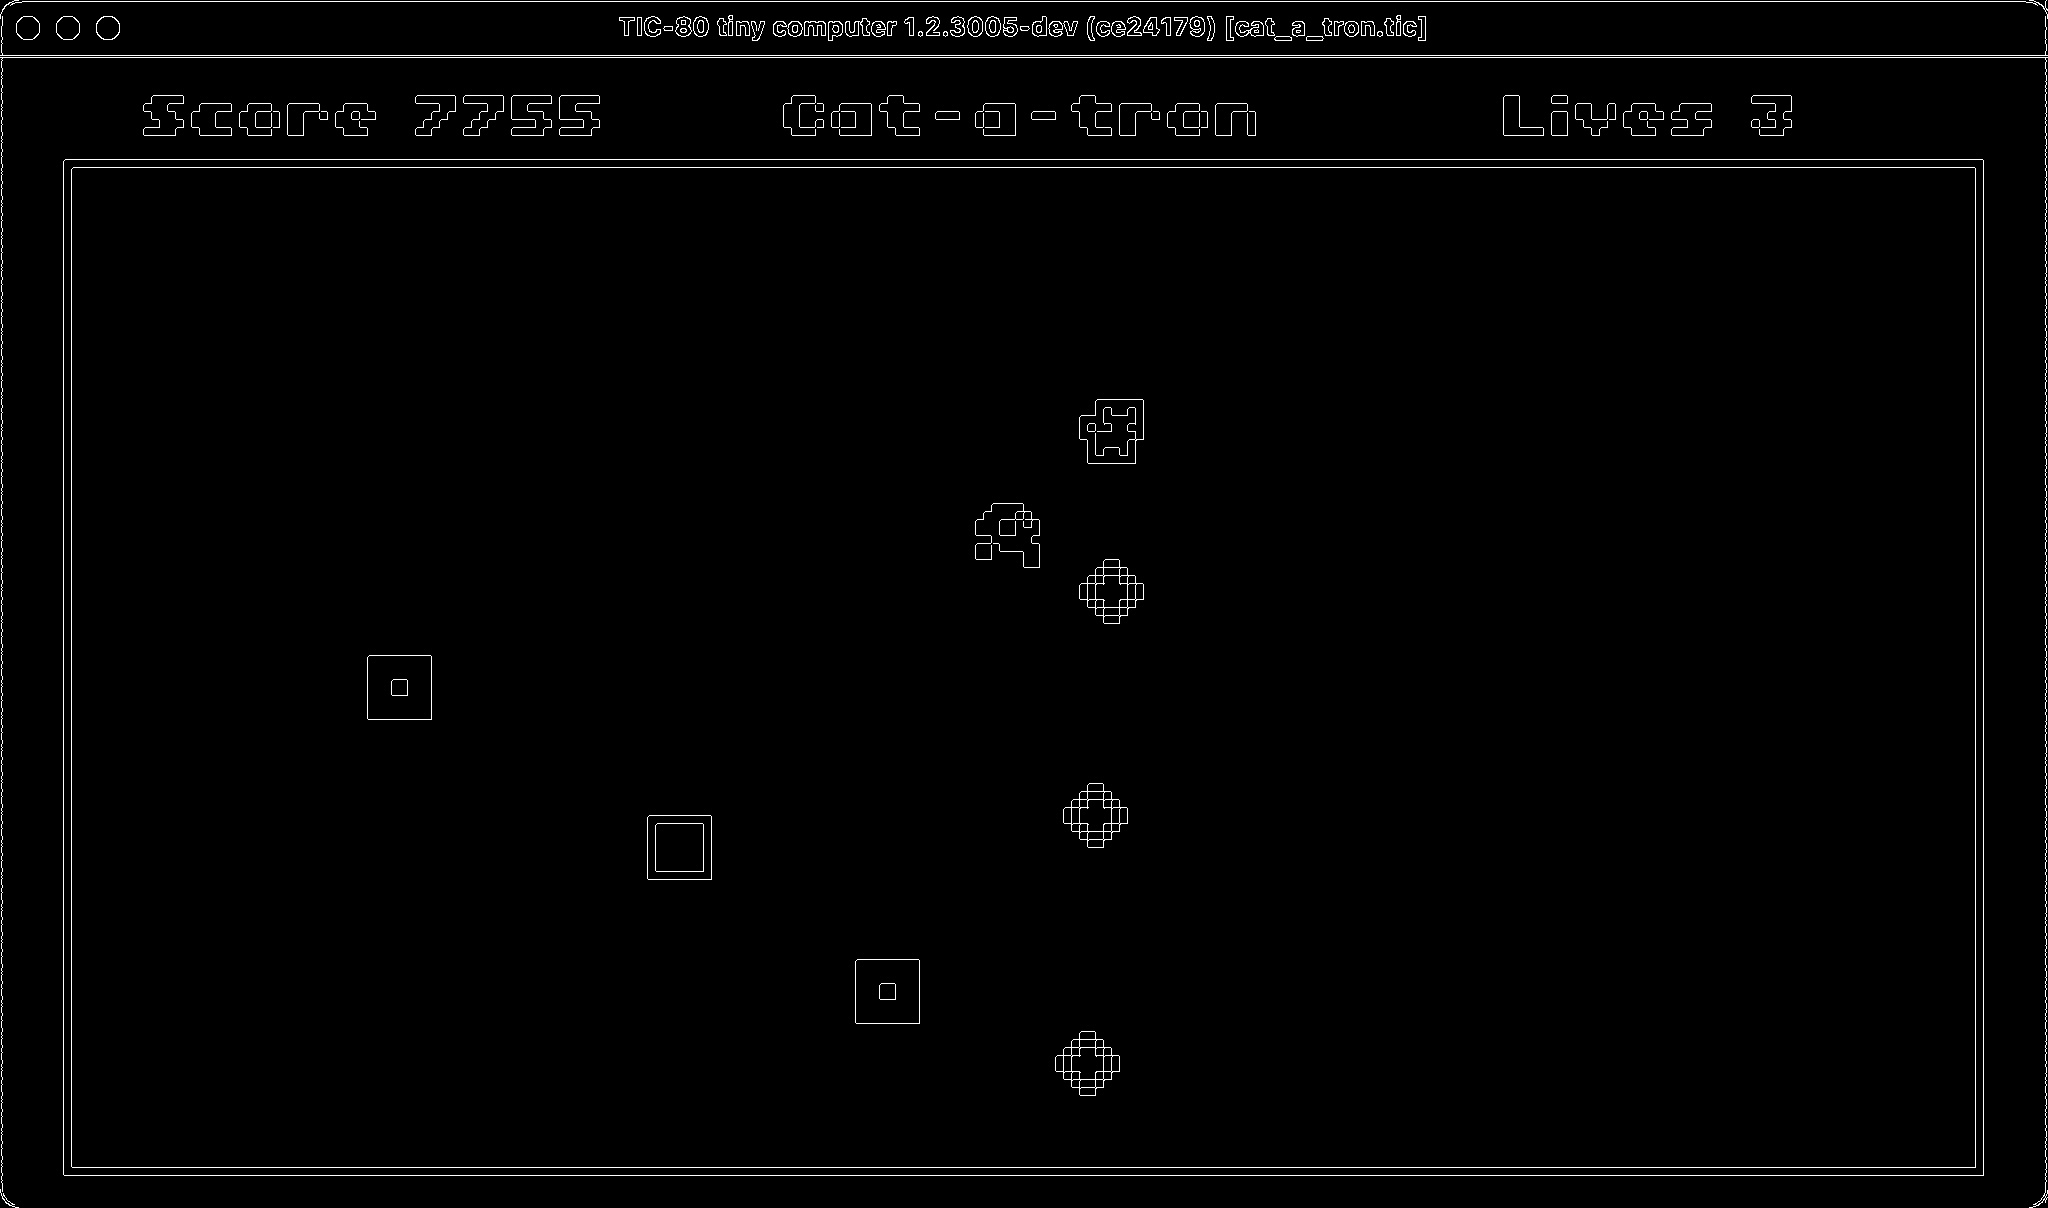 TIC-80 tiny computer 1.2.3005-dev (ce24179) [cat_a_tron.tic]
Score 7755 Cat-a-tron Lives 3